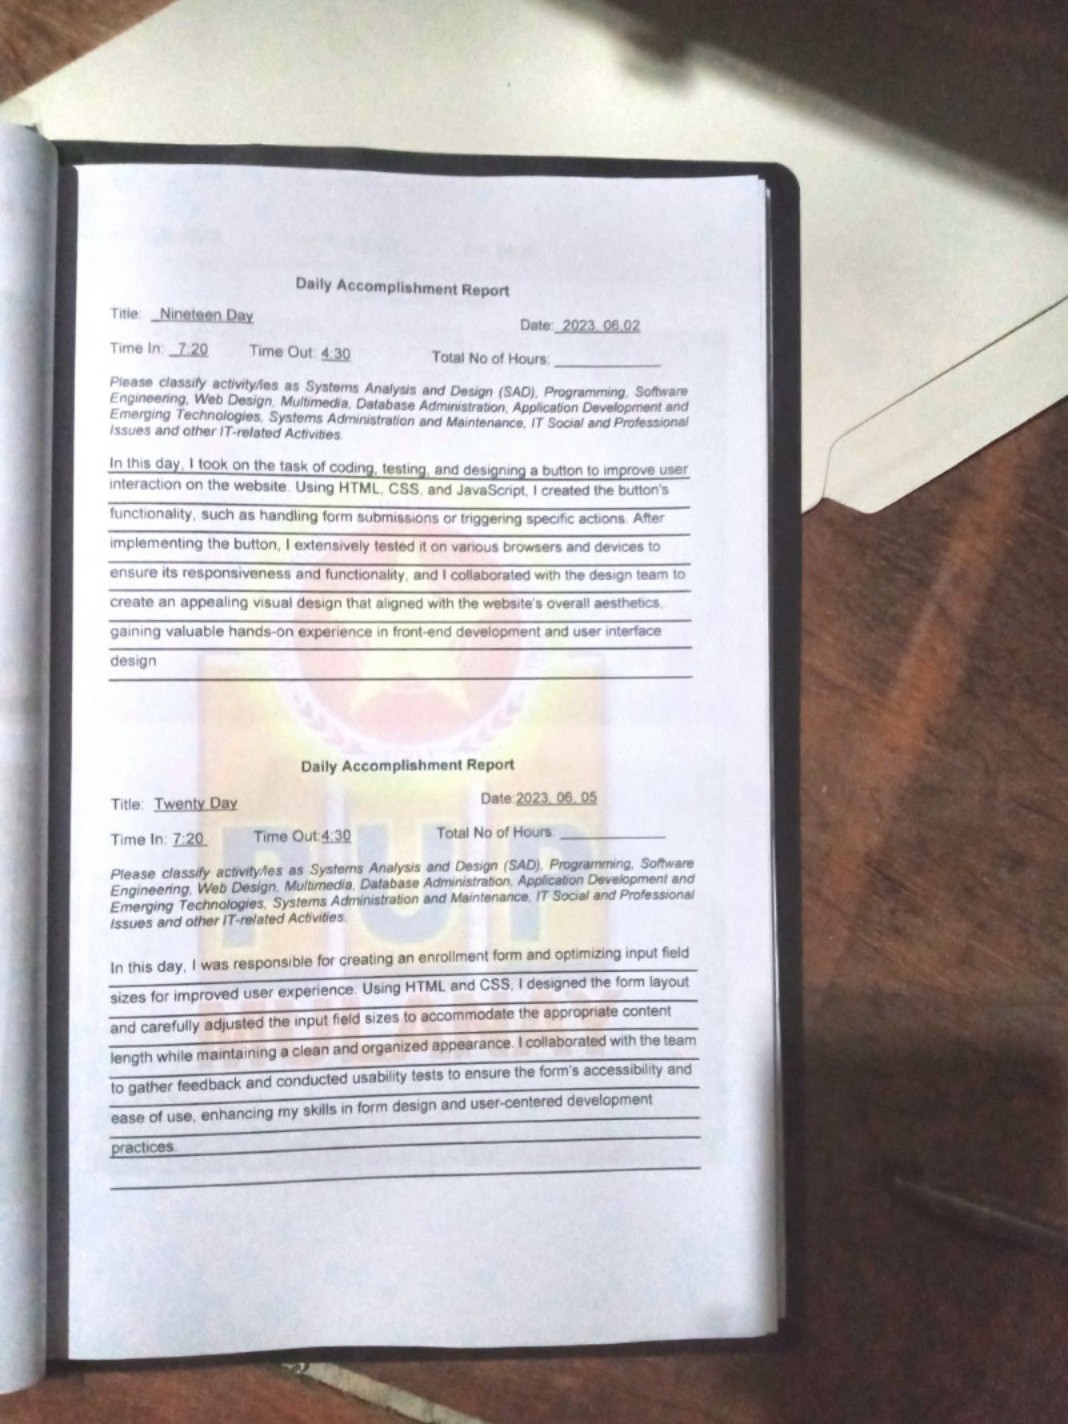 Daily Accomplishment Report
Title: _Nineteen Day
Date:_2023. 06.02
Time In: _7:20 Time Out: 4:30 Total No of Hours: ____________
Please classify activity/ies as Systems Analysis and Design (SAD), Programming, Software
Engineering, Web Design, Multimedia, Database Administration, Application Development and
Emerging Technologies, Systems Administration and Maintenance, IT Social and Professional
Issues and other IT-related Activities.
In this day, I took on the task of coding, testing, and designing a button to improve user
interaction on the website. Using HTML, CSS, and JavaScript, I created the button's
functionality, such as handling form submissions or triggering specific actions. After
implementing the button, I extensively tested it on various browsers and devices to
ensure its responsiveness and functionality, and I collaborated with the design team to
create an appealing visual design that aligned with the website's overall aesthetics,
gaining valuable hands-on experience in front-end development and user interface
design
Daily Accomplishment Report
Title: Twenty Day
Date:2023. 06. 05
Time In: 7:20 Time Out:4:30 Total No of Hours: ____________
Please classify activity/ies as Systems Analysis and Design (SAD), Programming, Software
Engineering, Web Design, Multimedia, Database Administration, Application Development and
Emerging Technologies, Systems Administration and Maintenance, IT Social and Professional
Issues and other IT-related Activities.
In this day, I was responsible for creating an enrollment form and optimizing input field
sizes for improved user experience. Using HTML and CSS, I designed the form layout
and carefully adjusted the input field sizes to accommodate the appropriate content
length while maintaining a clean and organized appearance. I collaborated with the team
to gather feedback and conducted usability tests to ensure the form's accessibility and
ease of use, enhancing my skills in form design and user-centered development
practices.
PUP
MULANAY